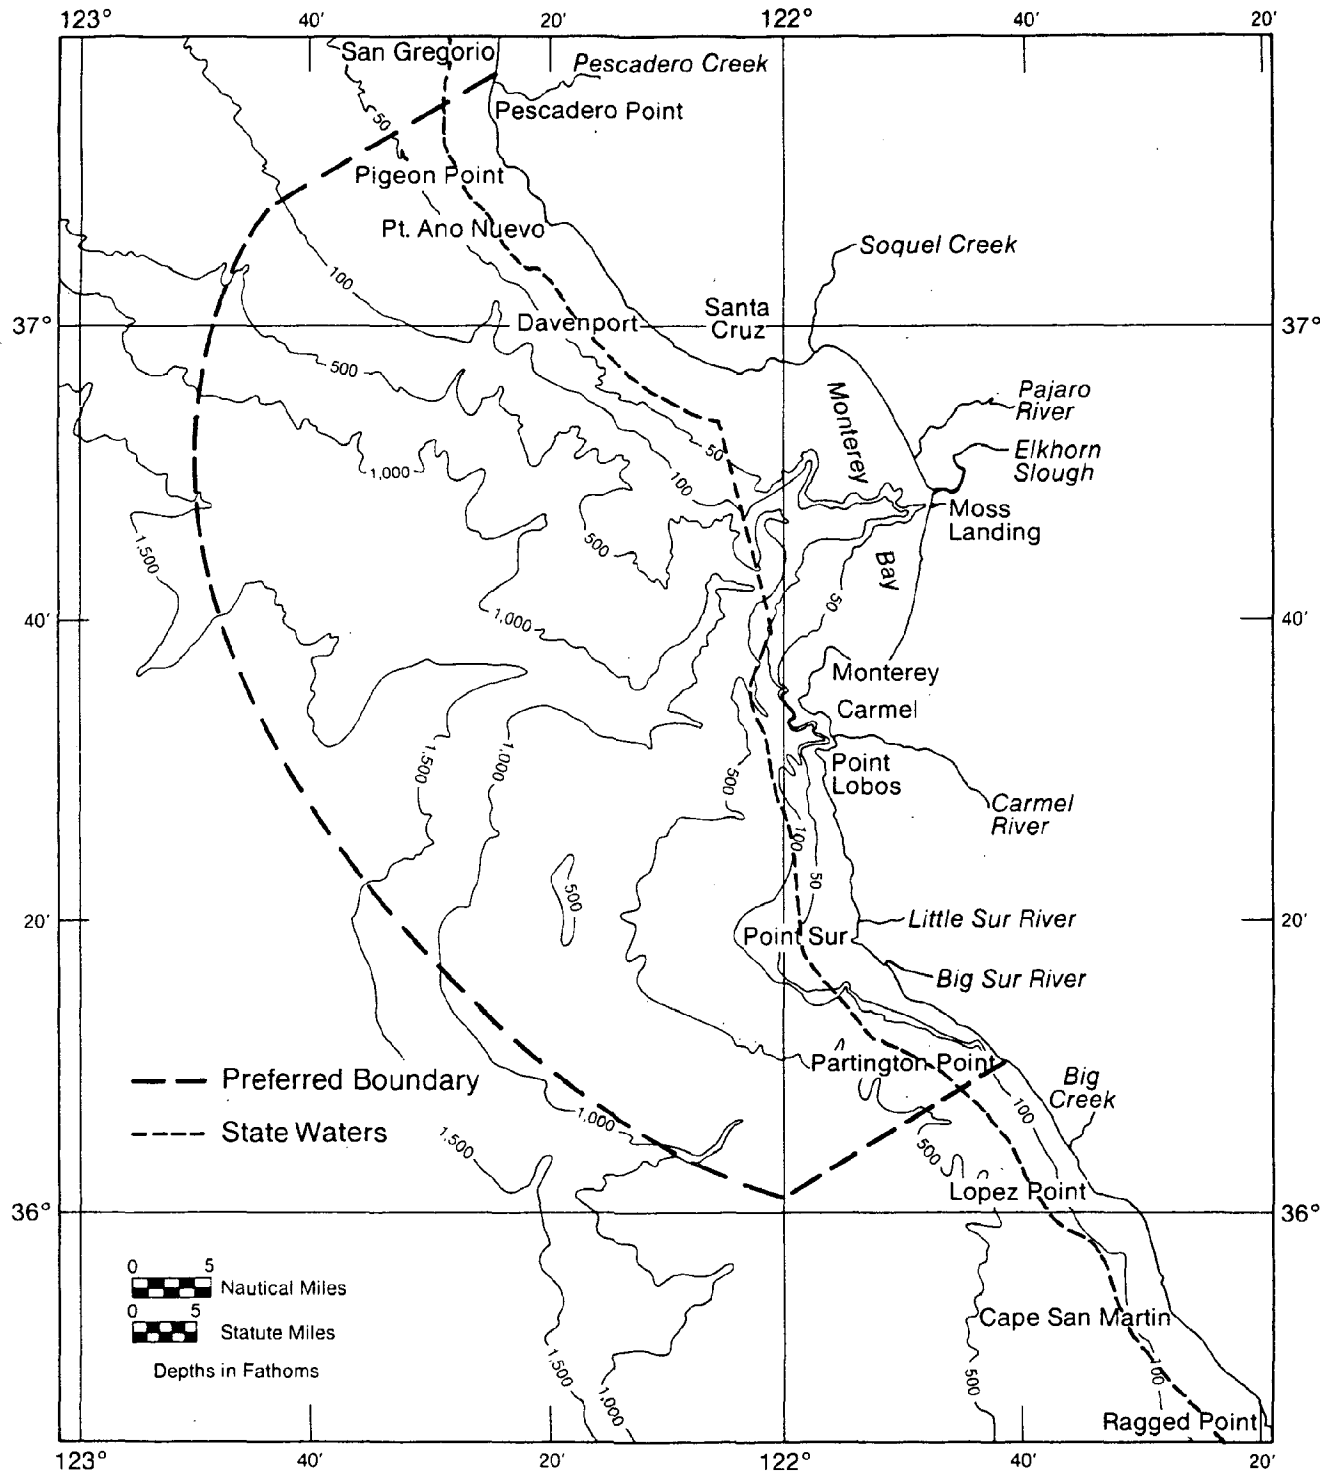 123° 40′ 20′ 122° 40′ 20′
San Gregorio
Pescadero Creek
50
Pescadero Point
Pigeon Point
Pt. Ano Nuevo
Soquel Creek
100
Santa
Cruz
37° Davenport 37°
500
Monterey
Pajaro
River
50
Elkhorn
Slough
1,000
100
Moss
Landing
1,500
500
Bay
50
40′ 1,000 40′
Monterey
Carmel
1,500
1,000
500
Point
Lobos
Carmel
River
100
50
500
20′ Little Sur River 20′
Point Sur
Big Sur River
Partington Point
Preferred Boundary
Big
Creek
100
1,000
State Waters
1,500
500
Lopez Point
36° 36°
0 5
Nautical Miles
0 5
Statute Miles
Cape San Martin
Depths in Fathoms
1,500
1,000
500
100
Ragged Point
123° 40′ 20′ 122° 40′ 20′